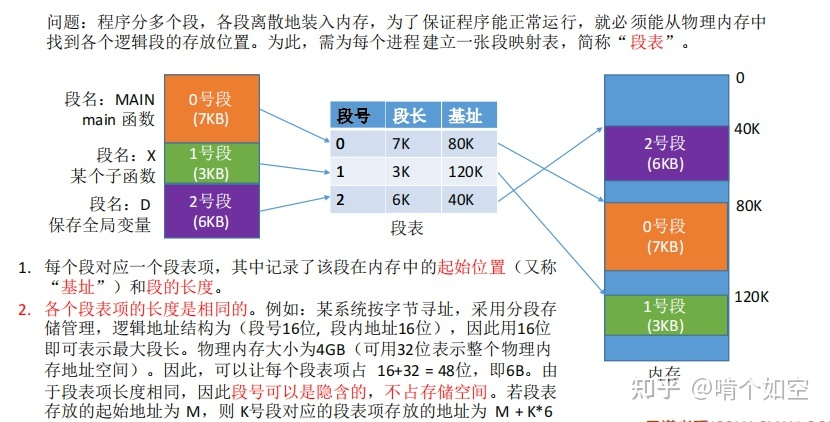 问题：程序分多个段，各段离散地装入内存，为了保证程序能正常运行，就必须能从物理内存中
找到各个逻辑段的存放位置。为此，需为每个进程建立一张段映射表，简称“段表”。
段名：MAIN
main 函数
0号段
(7KB)
段名：X
某个子函数
1号段
(3KB)
段名：D
保存全局变量
2号段
(6KB)
段号 段长 基址
0 7K 80K
1 3K 120K
2 6K 40K
段表
0
40K
2号段
(6KB)
80K
0号段
(7KB)
120K
1号段
(3KB)
内存
1. 每个段对应一个段表项，其中记录了该段在内存中的起始位置（又称
“基址”）和段的长度。
2. 各个段表项的长度是相同的。例如：某系统按字节寻址，采用分段存
储管理，逻辑地址结构为（段号16位, 段内地址16位），因此用16位
即可表示最大段长。物理内存大小为4GB（可用32位表示整个物理内
存地址空间）。因此，可以让每个段表项占 16+32 = 48位，即6B。由
于段表项长度相同，因此段号可以是隐含的，不占存储空间。若段表
存放的起始地址为 M，则 K号段对应的段表项存放的地址为 M + K*6
知乎 @啃个如空